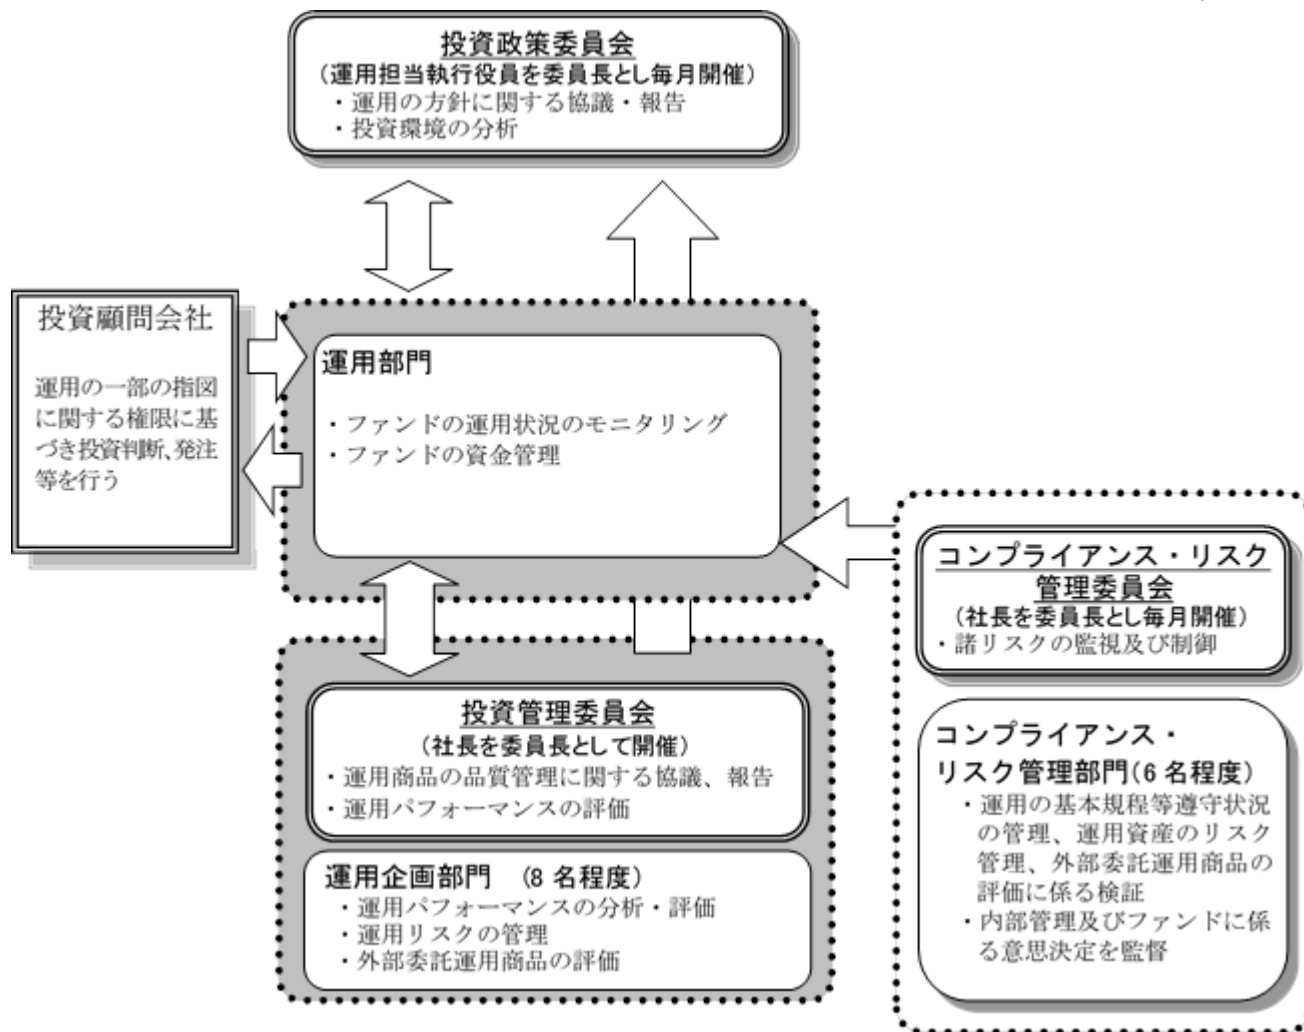 投資政策委員会
（運用担当執行役員を委員長とし毎月開催）
・運用の方針に関する協議・報告
・投資環境の分析
投資顧問会社
運用の一部の指図
に関する権限に基
づき投資判断、発注
等を行う
運用部門
・ファンドの運用状況のモニタリング
・ファンドの資金管理
投資管理委員会
（社長を委員長として開催）
・運用商品の品質管理に関する協議、報告
・運用パフォーマンスの評価
運用企画部門　（8 名程度）
・運用パフォーマンスの分析・評価
・運用リスクの管理
・外部委託運用商品の評価
コンプライアンス・リスク
管理委員会
（社長を委員長とし毎月開催）
・諸リスクの監視及び制御
コンプライアンス・
リスク管理部門（6 名程度）
・運用の基本規程等遵守状況
の管理、運用資産のリスク
管理、外部委託運用商品の
評価に係る検証
・内部管理及びファンドに係
る意思決定を監督